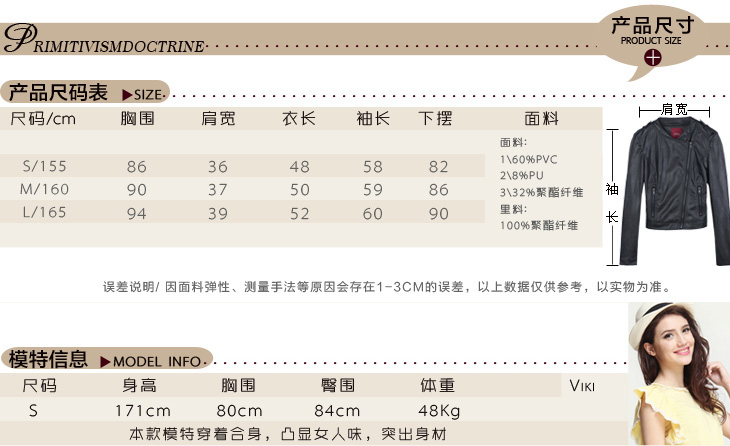 PRIMITIVISMDOCTRINE
产品尺寸
PRODUCT SIZE
产品尺码表 ▶SIZE
尺码/cm 胸围 肩宽 衣长 袖长 下摆 面料
S/155 86 36 48 58 82
M/160 90 37 50 59 86
L/165 94 39 52 60 90
面料:
1\60%PVC
2\8%PU
3\32%聚酯纤维
里料:
100%聚酯纤维
肩宽
袖
长
误差说明/ 因面料弹性、测量手法等原因会存在1-3CM的误差，以上数据仅供参考，以实物为准。
模特信息 ▶MODEL INFO
尺码 身高 胸围 臀围 体重 VIKI
S 171cm 80cm 84cm 48Kg
本款模特穿着合身，凸显女人味，突出身材